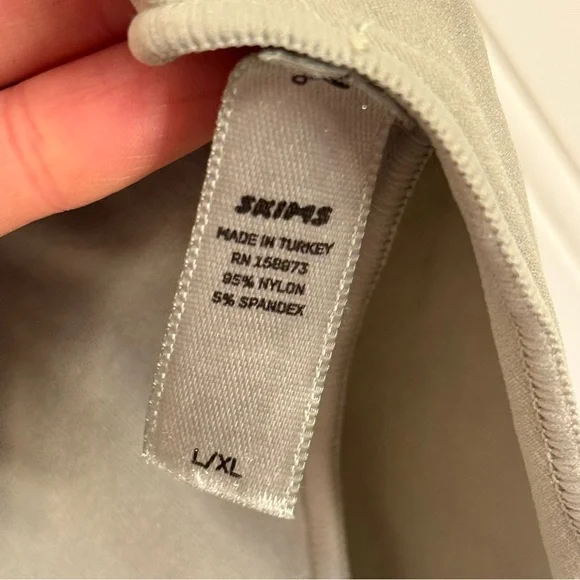 SKIMS
MADE IN TURKEY
RN 158973
95% NYLON
5% SPANDEX
L/XL